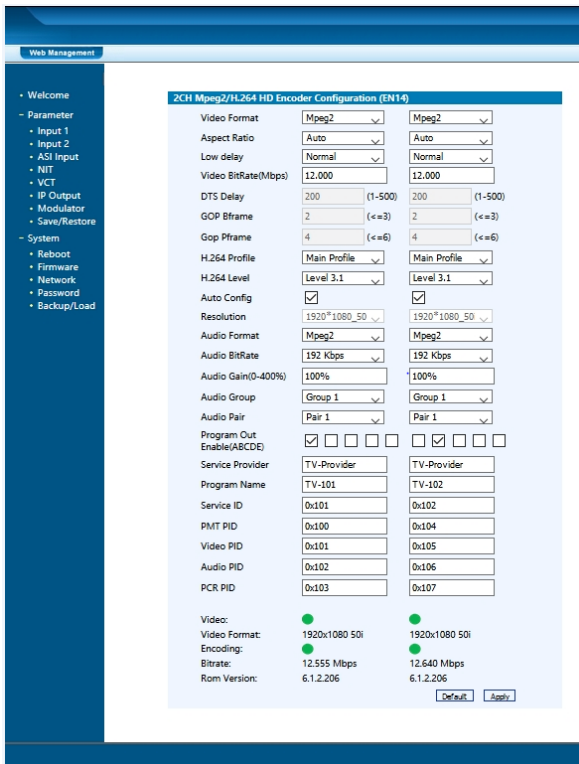 Web Management
Welcome
Parameter
Input 1
Input 2
ASI Input
NIT
VCT
IP Output
Modulator
Save/Restore
System
Reboot
Firmware
Network
Password
Backup/Load
2CH Mpeg2/H.264 HD Encoder Configuration (EN14)
Video Format Mpeg2 Mpeg2
Aspect Ratio Auto Auto
Low delay Normal Normal
Video BitRate(Mbps) 12.000 12.000
DTS Delay 200 (1-500) 200 (1-500)
GOP Bframe 2 (<=3) 2 (<=3)
Gop Pframe 4 (<=6) 4 (<=6)
H.264 Profile Main Profile Main Profile
H.264 Level Level 3.1 Level 3.1
Auto Config
Resolution 1920*1080_50 1920*1080_50
Audio Format Mpeg2 Mpeg2
Audio BitRate 192 Kbps 192 Kbps
Audio Gain(0-400%) 100% 100%
Audio Group Group 1 Group 1
Audio Pair Pair 1 Pair 1
Program Out
Enable(ABCDE)
Service Provider TV-Provider TV-Provider
Program Name TV-101 TV-102
Service ID 0x101 0x102
PMT PID 0x100 0x104
Video PID 0x101 0x105
Audio PID 0x102 0x106
PCR PID 0x103 0x107
Video:
Video Format: 1920x1080 50i 1920x1080 50i
Encoding:
Bitrate: 12.555 Mbps 12.640 Mbps
Rom Version: 6.1.2.206 6.1.2.206
Default Apply